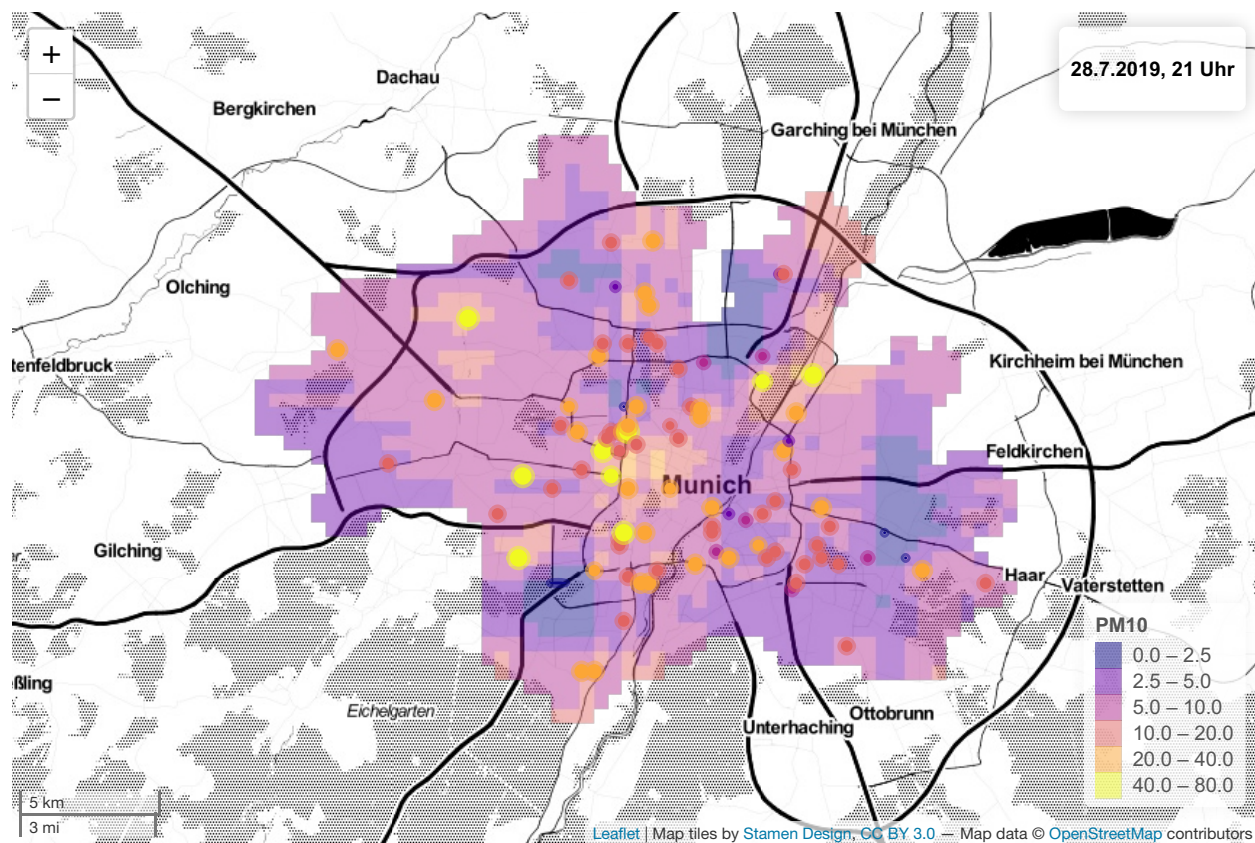 +
−
28.7.2019, 21 Uhr
Dachau
Bergkirchen
Garching bei München
Olching
tenfeldbruck
Kirchheim bei München
Feldkirchen
Munich
Gilching
Haar
Vaterstetten
PM10
0.0 – 2.5
2.5 – 5.0
5.0 – 10.0
10.0 – 20.0
20.0 – 40.0
40.0 – 80.0
ßling
Eichelgarten
Ottobrunn
Unterhaching
5 km
3 mi
Leaflet | Map tiles by Stamen Design, CC BY 3.0 — Map data © OpenStreetMap contributors